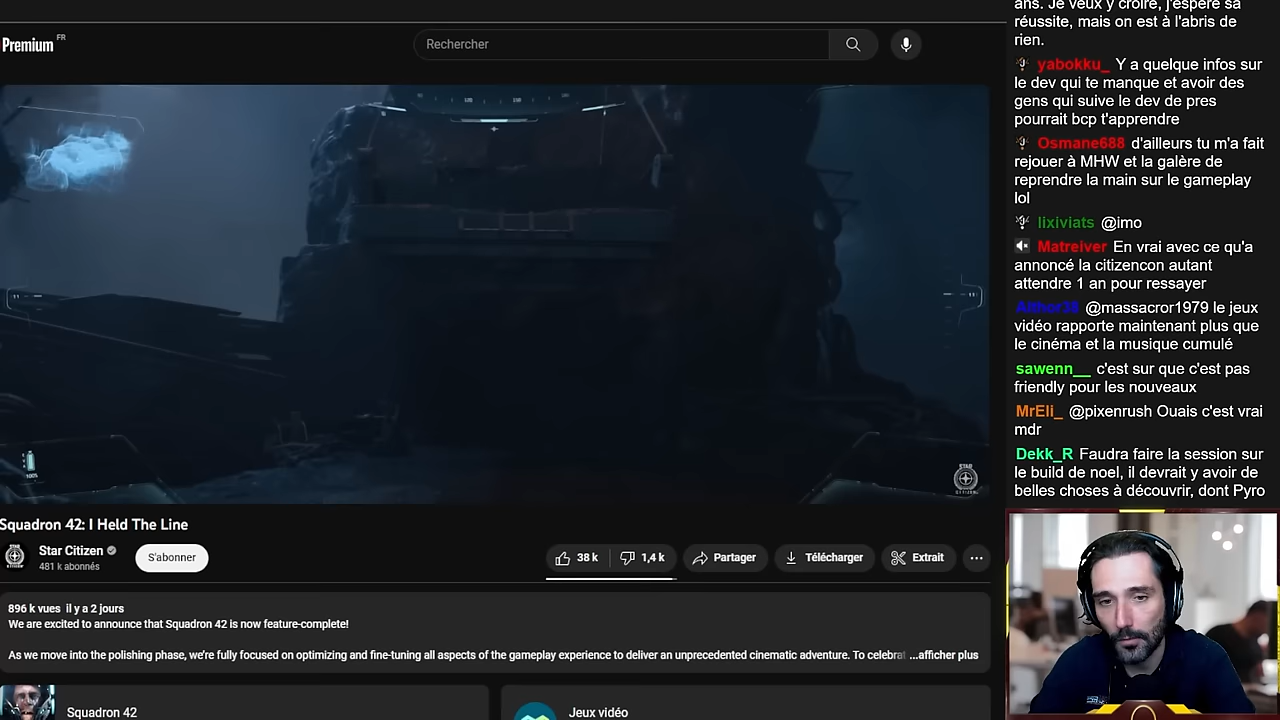 Premium FR
Rechercher
100%
STAR
CITIZEN
Squadron 42: I Held The Line
Star Citizen
481 k abonnés
S'abonner
38 k
1,4 k
Partager
Télécharger
Extrait
896 k vues il y a 2 jours
We are excited to announce that Squadron 42 is now feature-complete!
As we move into the polishing phase, we're fully focused on optimizing and fine-tuning all aspects of the gameplay experience to deliver an unprecedented cinematic adventure. To celebrat ...afficher plus
Squadron 42
Jeux vidéo
ans. Je veux y croire, j'espère sa
réussite, mais on est à l'abris de
rien.
yabokku_ Y a quelque infos sur
le dev qui te manque et avoir des
gens qui suive le dev de pres
pourrait bcp t'apprendre
Osmane688 d'ailleurs tu m'a fait
rejouer à MHW et la galère de
reprendre la main sur le gameplay
lol
lixiviats @imo
Matreiver En vrai avec ce qu'a
annoncé la citizencon autant
attendre 1 an pour ressayer
Althor38 @massacror1979 le jeux
vidéo rapporte maintenant plus que
le cinéma et la musique cumulé
sawenn__ c'est sur que c'est pas
friendly pour les nouveaux
MrEli_ @pixenrush Ouais c'est vrai
mdr
Dekk_R Faudra faire la session sur
le build de noel, il devrait y avoir de
belles choses à découvrir, dont Pyro